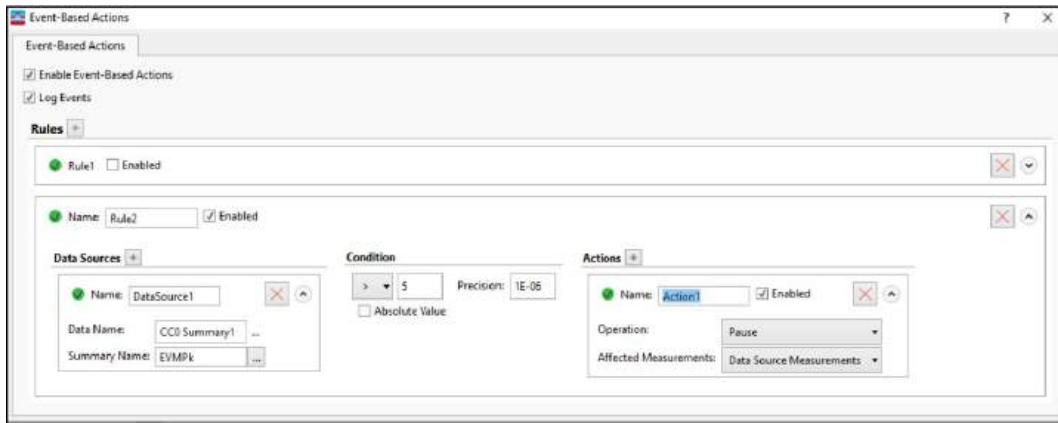 Event-Based Actions
? X
Event-Based Actions
Enable Event-Based Actions
Log Events
Rules +
Rule1 Enabled
Name Rule2 Enabled
Data Sources + Condition Actions +
Name: DataSource1 > 5 Precision: 1E-06 Name: Action1 Enabled
Absolute Value
Data Name: CC0 Summary1 ... Operation: Pause
Summary Name: EVMPk ... Affected Measurements: Data Source Measurements